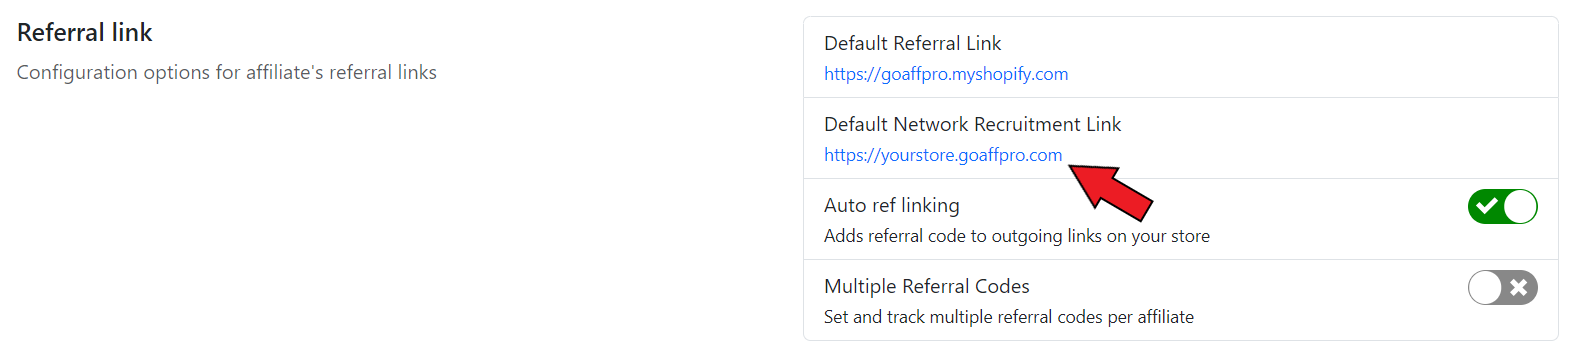 Referral link
Configuration options for affiliate's referral links
Default Referral Link
https://goaffpro.myshopify.com
Default Network Recruitment Link
https://yourstore.goaffpro.com
Auto ref linking
Adds referral code to outgoing links on your store
Multiple Referral Codes
Set and track multiple referral codes per affiliate